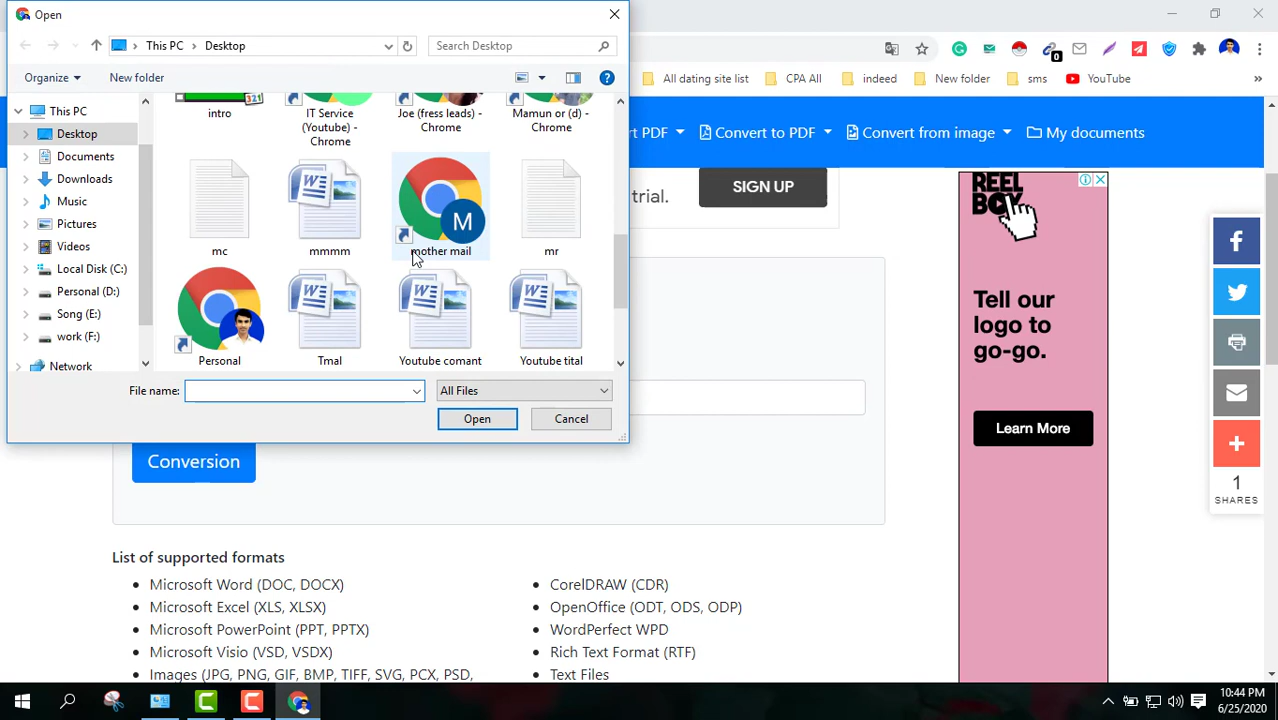 Open
This PC
Desktop
Search Desktop
Organize
New folder
This PC
Desktop
Documents
Downloads
Music
Pictures
Videos
Local Disk (C:)
Personal (D:)
Song (E:)
work (F:)
Network
intro
IT Service
(Youtube) -
Chrome
Joe (fress leads) -
Chrome
Mamun or (d) -
Chrome
mc
mmmm
M
mother mail
mr
Personal
Tmal
Youtube comant
Youtube tital
File name:
All Files
Open
Cancel
0
All dating site list
CPA All
indeed
New folder
sms
YouTube
»
rt PDF
Convert to PDF
Convert from image
My documents
trial.
SIGN UP
REEL
BOX
Tell our
logo to
go-go.
Learn More
1
SHARES
Conversion
List of supported formats
• Microsoft Word (DOC, DOCX)
• Microsoft Excel (XLS, XLSX)
• Microsoft PowerPoint (PPT, PPTX)
• Microsoft Visio (VSD, VSDX)
• Images (JPG, PNG, GIF, BMP, TIFF, SVG, PCX, PSD,
• CorelDRAW (CDR)
• OpenOffice (ODT, ODS, ODP)
• WordPerfect WPD
• Rich Text Format (RTF)
• Text Files
10:44 PM
6/25/2020